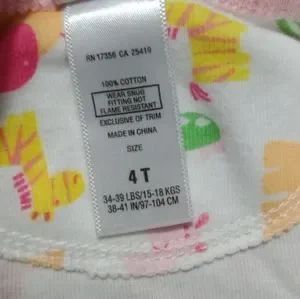 RN 17356 CA 25419
100% COTTON
WEAR SNUG
FITTING NOT
FLAME RESISTANT
EXCLUSIVE OF TRIM
MADE IN CHINA
SIZE
4T
34-39 LBS/15-18 KGS
38-41 IN/97-104 CM